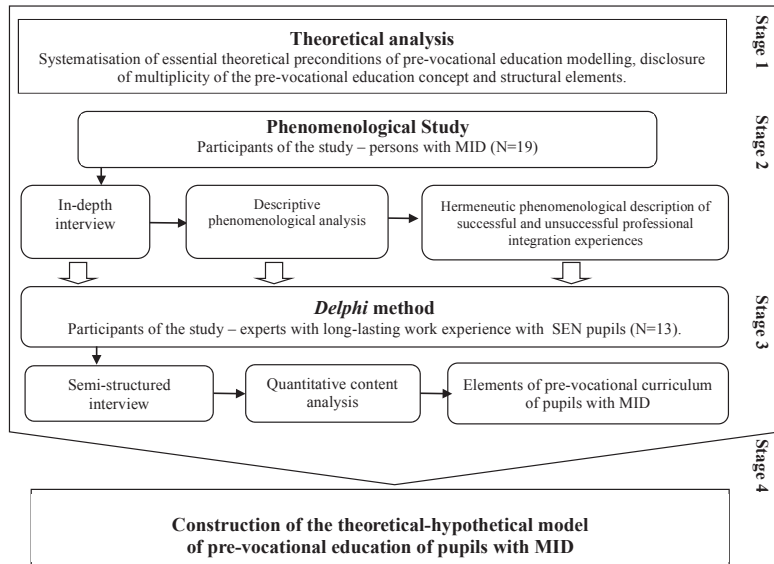 Theoretical analysis
Systematisation of essential theoretical preconditions of pre-vocational education modelling, disclosure
of multiplicity of the pre-vocational education concept and structural elements.
Stage 1
Phenomenological Study
Participants of the study – persons with MID (N=19)
Stage 2
In-depth
interview
Descriptive
phenomenological analysis
Hermeneutic phenomenological description of
successful and unsuccessful professional
integration experiences
Delphi method
Participants of the study – experts with long-lasting work experience with SEN pupils (N=13).
Stage 3
Semi-structured
interview
Quantitative content
analysis
Elements of pre-vocational curriculum
of pupils with MID
Stage 4
Construction of the theoretical-hypothetical model
of pre-vocational education of pupils with MID